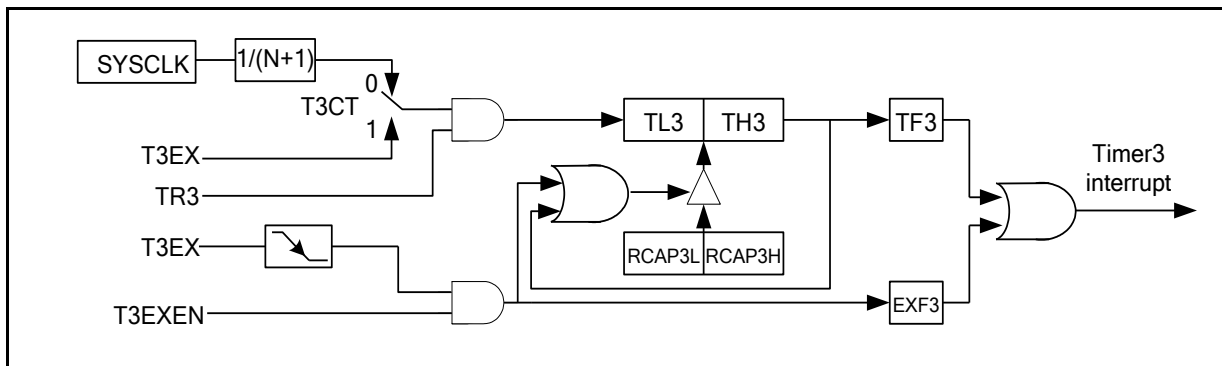 SYSCLK
1/(N+1)
0
T3CT
1
T3EX
TR3
T3EX
T3EXEN
TL3
TH3
RCAP3L
RCAP3H
TF3
EXF3
Timer3
interrupt